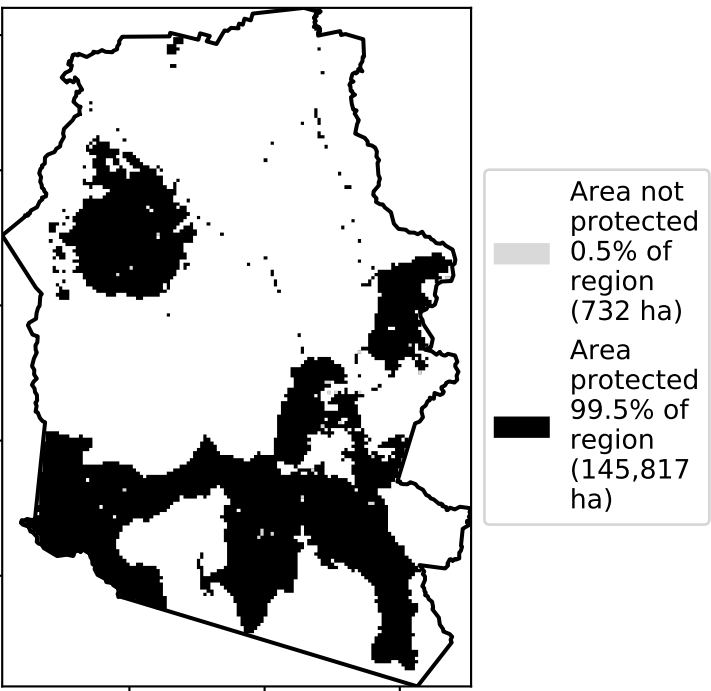 Area not
protected
0.5% of
region
(732 ha)
Area
protected
99.5% of
region
(145,817
ha)